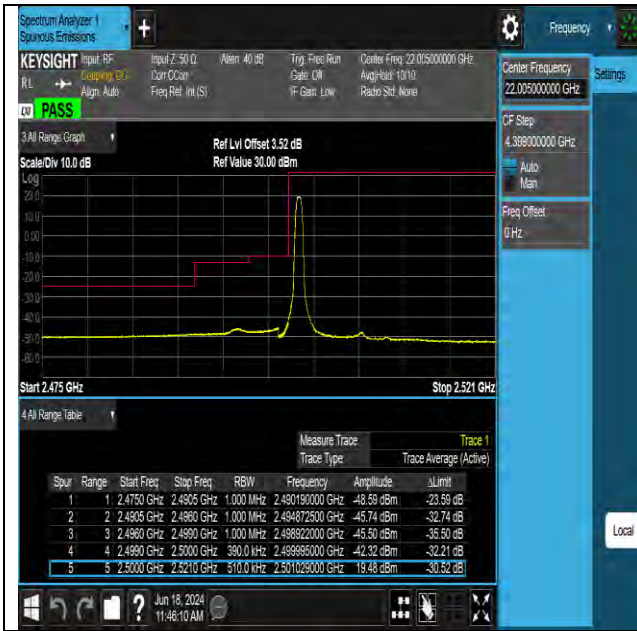 Spectrum Analyzer 1
Spurious Emissions
+
Frequency
KEYSIGHT
Input: RF
Input Z: 50 Ω
Atten: 40 dB
Trig: Free Run
Center Freq: 22.005000000 GHz
RL
Coupling: DC
Corr CCorr
Gate: Off
Avg|Hold: 10/10
Align: Auto
Freq Ref: Int (S)
IF Gain: Low
Radio Std: None
LXI
PASS
3 All Range Graph
Ref Lvl Offset 3.52 dB
Scale/Div 10.0 dB
Ref Value 30.00 dBm
Log
20.0
10.0
0.00
-10.0
-20.0
-30.0
-40.0
-50.0
-60.0
Start 2.475 GHz
Stop 2.521 GHz
4 All Range Table
Measure Trace Trace 1
Trace Type Trace Average (Active)
Spur Range Start Freq Stop Freq RBW Frequency Amplitude ΔLimit
1 1 2.4750 GHz 2.4905 GHz 1.000 MHz 2.490190000 GHz -48.59 dBm -23.59 dB
2 2 2.4905 GHz 2.4960 GHz 1.000 MHz 2.494872500 GHz -45.74 dBm -32.74 dB
3 3 2.4960 GHz 2.4990 GHz 1.000 MHz 2.498922000 GHz -45.50 dBm -35.50 dB
4 4 2.4990 GHz 2.5000 GHz 390.0 kHz 2.499995000 GHz -42.32 dBm -32.21 dB
5 5 2.5000 GHz 2.5210 GHz 510.0 kHz 2.501029000 GHz 19.48 dBm -30.52 dB
Center Frequency
22.005000000 GHz
Settings
CF Step
4.399000000 GHz
Auto
Man
Freq Offset
0 Hz
Local
?
Jun 18, 2024
11:46:10 AM